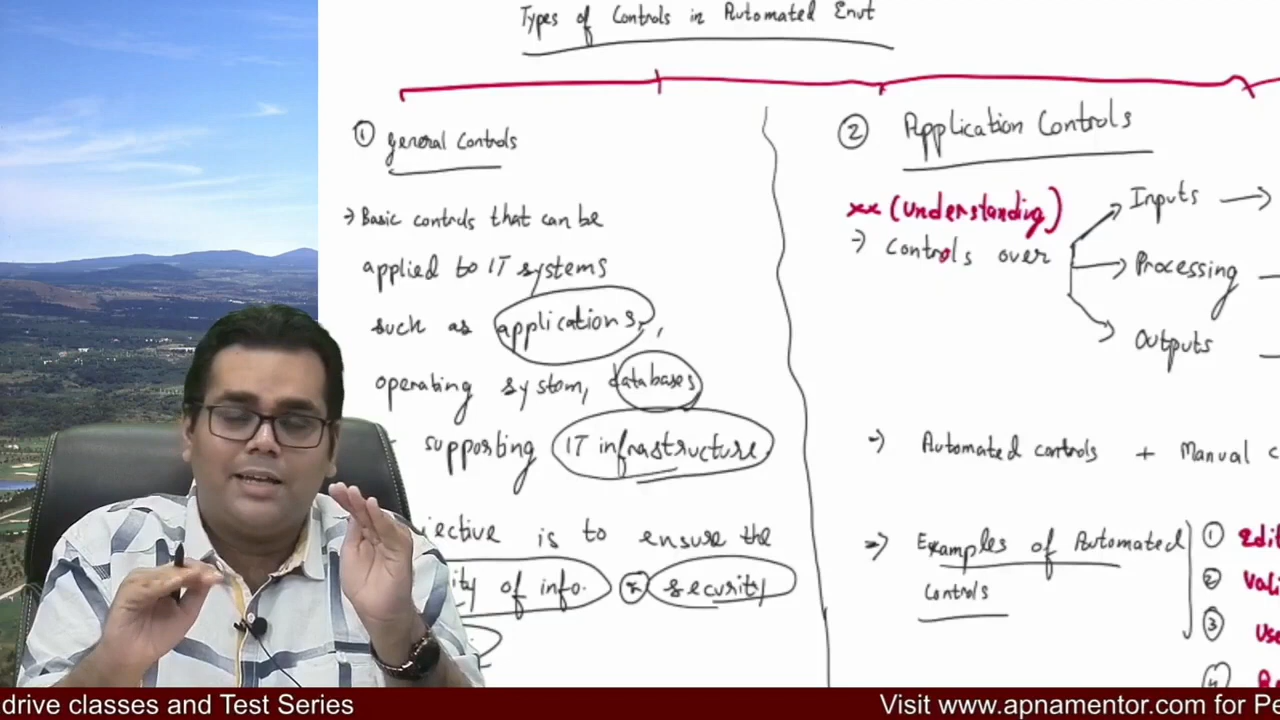 Types of Controls in Automated Envt
① General Controls
→ Basic controls that can be
applied to IT systems
such as applications,
operating system, databases
supporting IT infrastructure.
is to ensure the
of info. & security
② Application Controls
xx (Understanding)
→ Controls over
Inputs →
Processing
Outputs
→ Automated controls + Manual
→ Examples of Automated
Controls
①
②
③
④
drive classes and Test Series
Visit www.apnamentor.com for